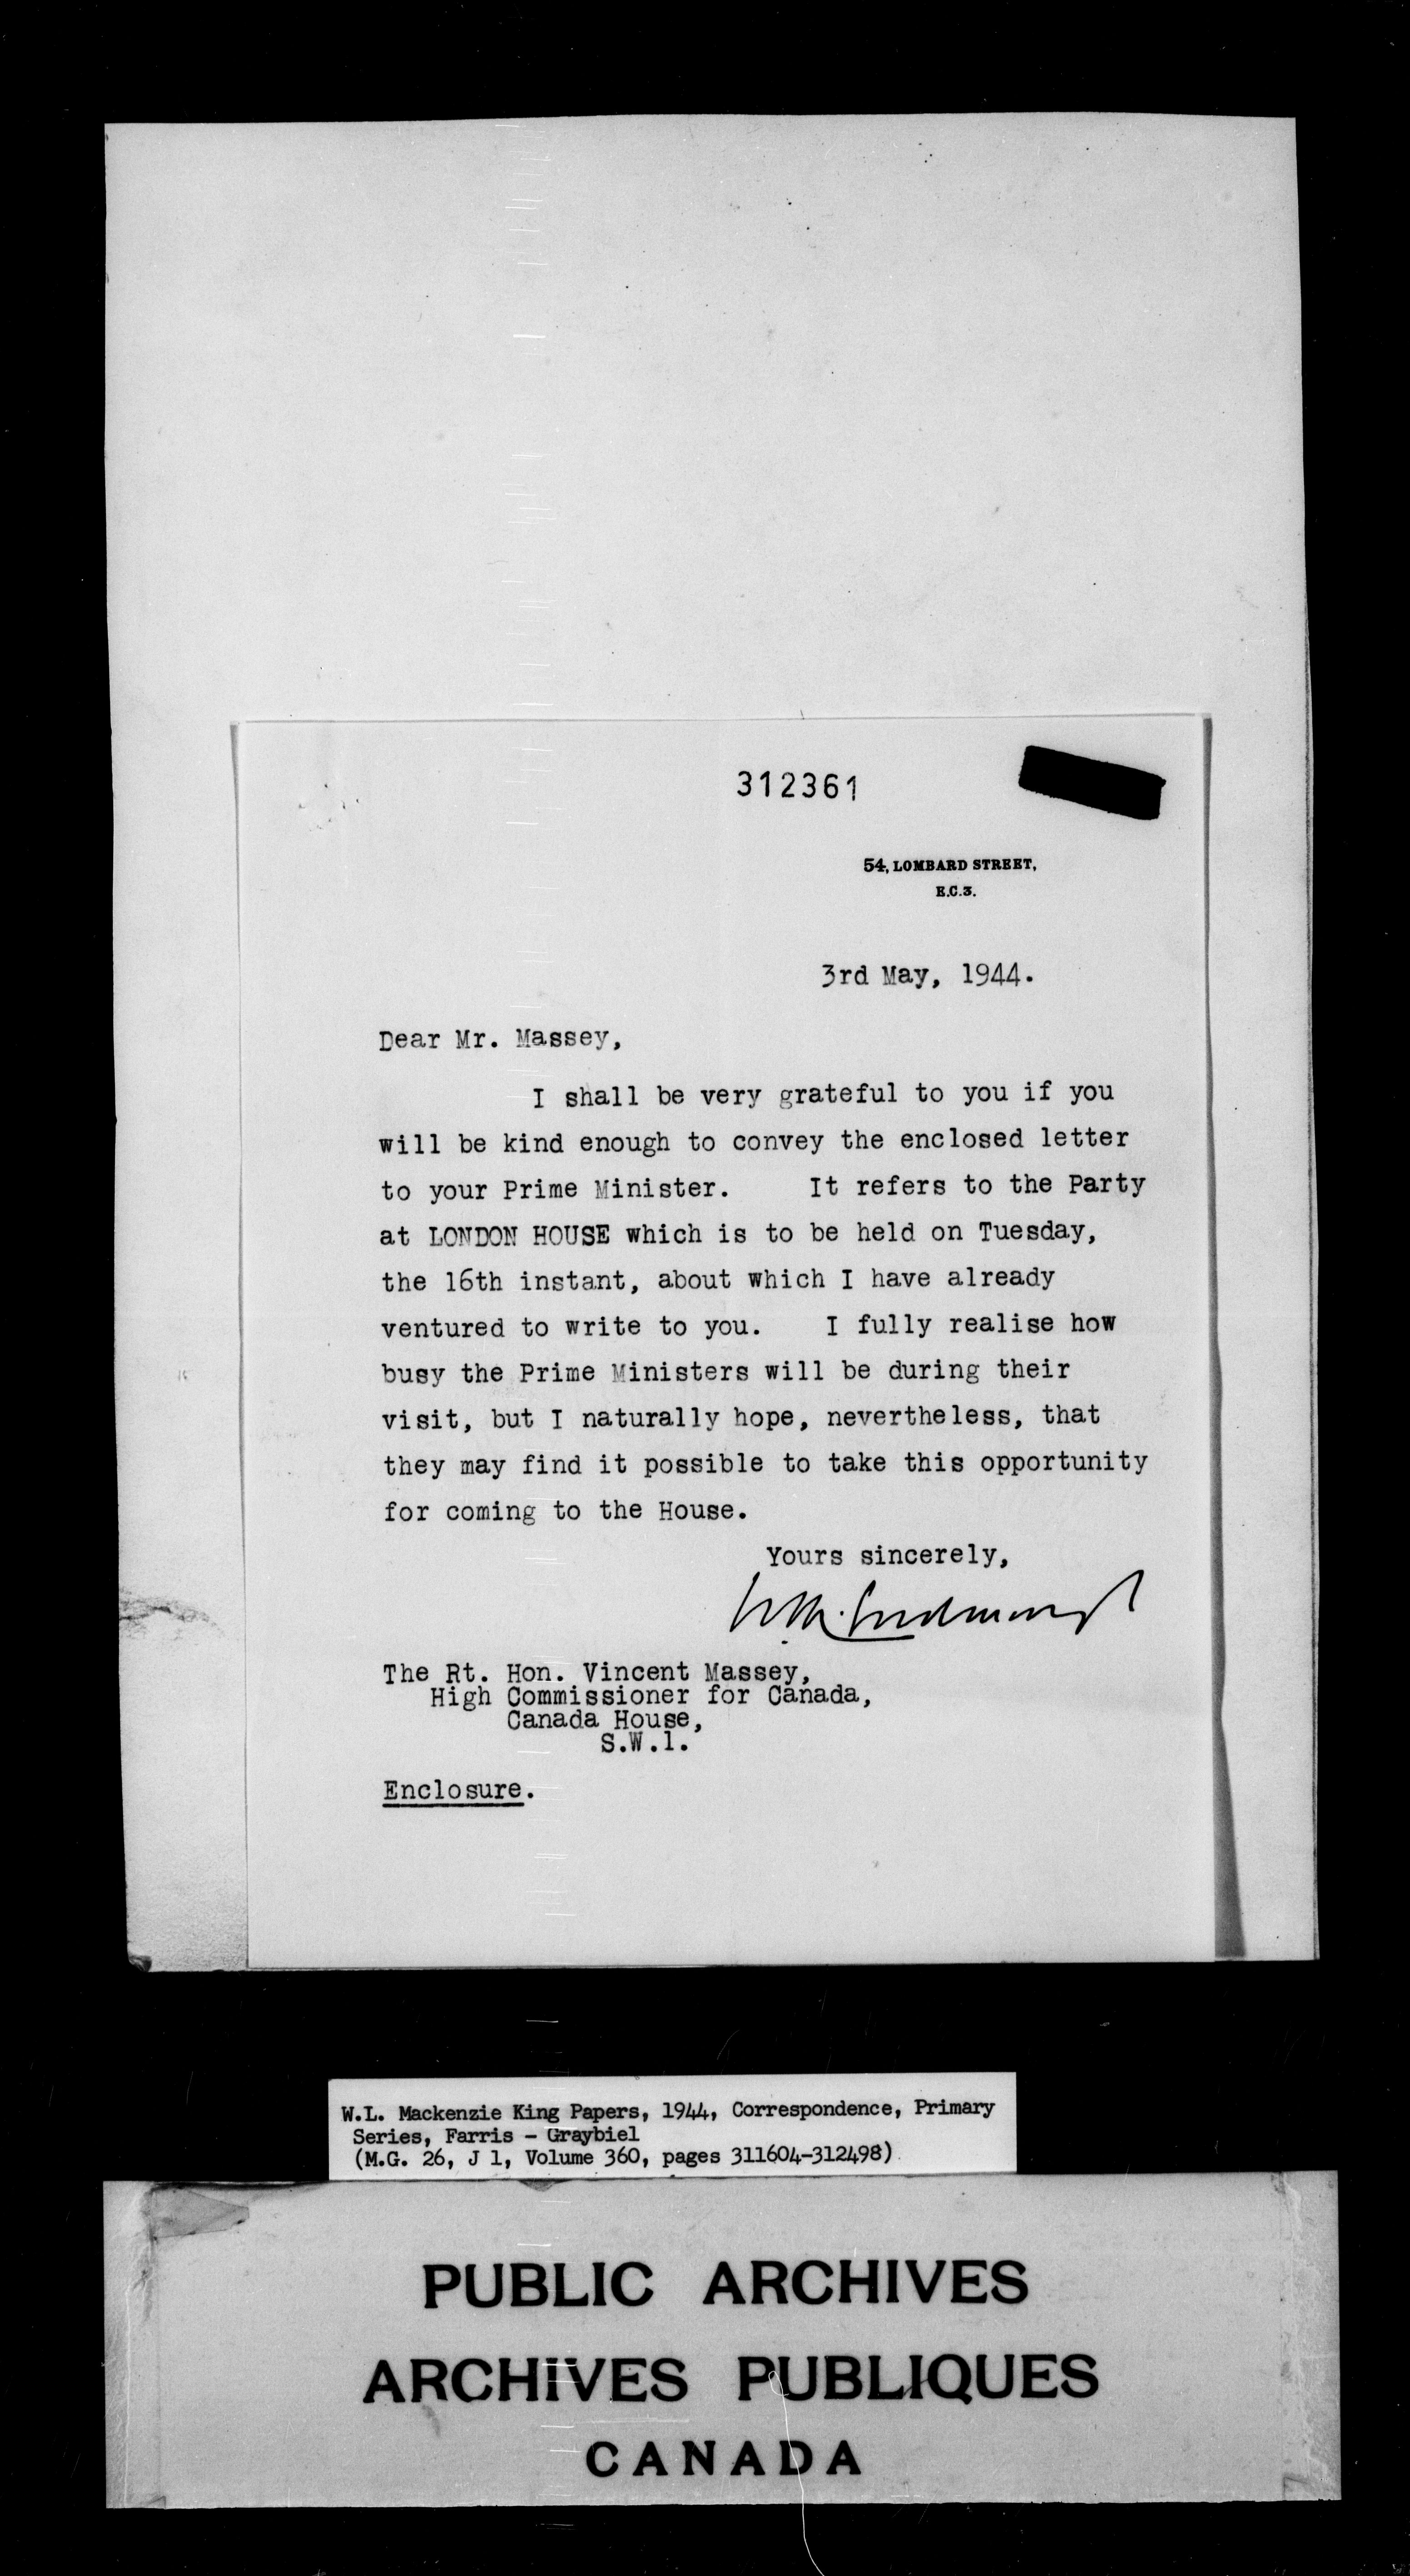 312361
54, LOMBARD STREET,
E.C.3.
3rd May, 1944.
Dear Mr. Massey,
I shall be very grateful to you if you
will be kind enough to convey the enclosed letter
to your Prime Minister. It refers to the Party
at LONDON HOUSE which is to be held on Tuesday,
the 16th instant, about which I have already
ventured to write to you. I fully realise how
busy the Prime Ministers will be during their
visit, but I naturally hope, nevertheless, that
they may find it possible to take this opportunity
for coming to the House.
Yours sincerely,
The Rt. Hon. Vincent Massey,
High Commissioner for Canada,
Canada House,
S.W.1.
Enclosure.
W.L. Mackenzie King Papers, 1944, Correspondence, Primary
Series, Farris - Graybiel
(M.G. 26, J 1, Volume 360, pages 311604-312498)
PUBLIC ARCHIVES
ARCHIVES PUBLIQUES
CANADA